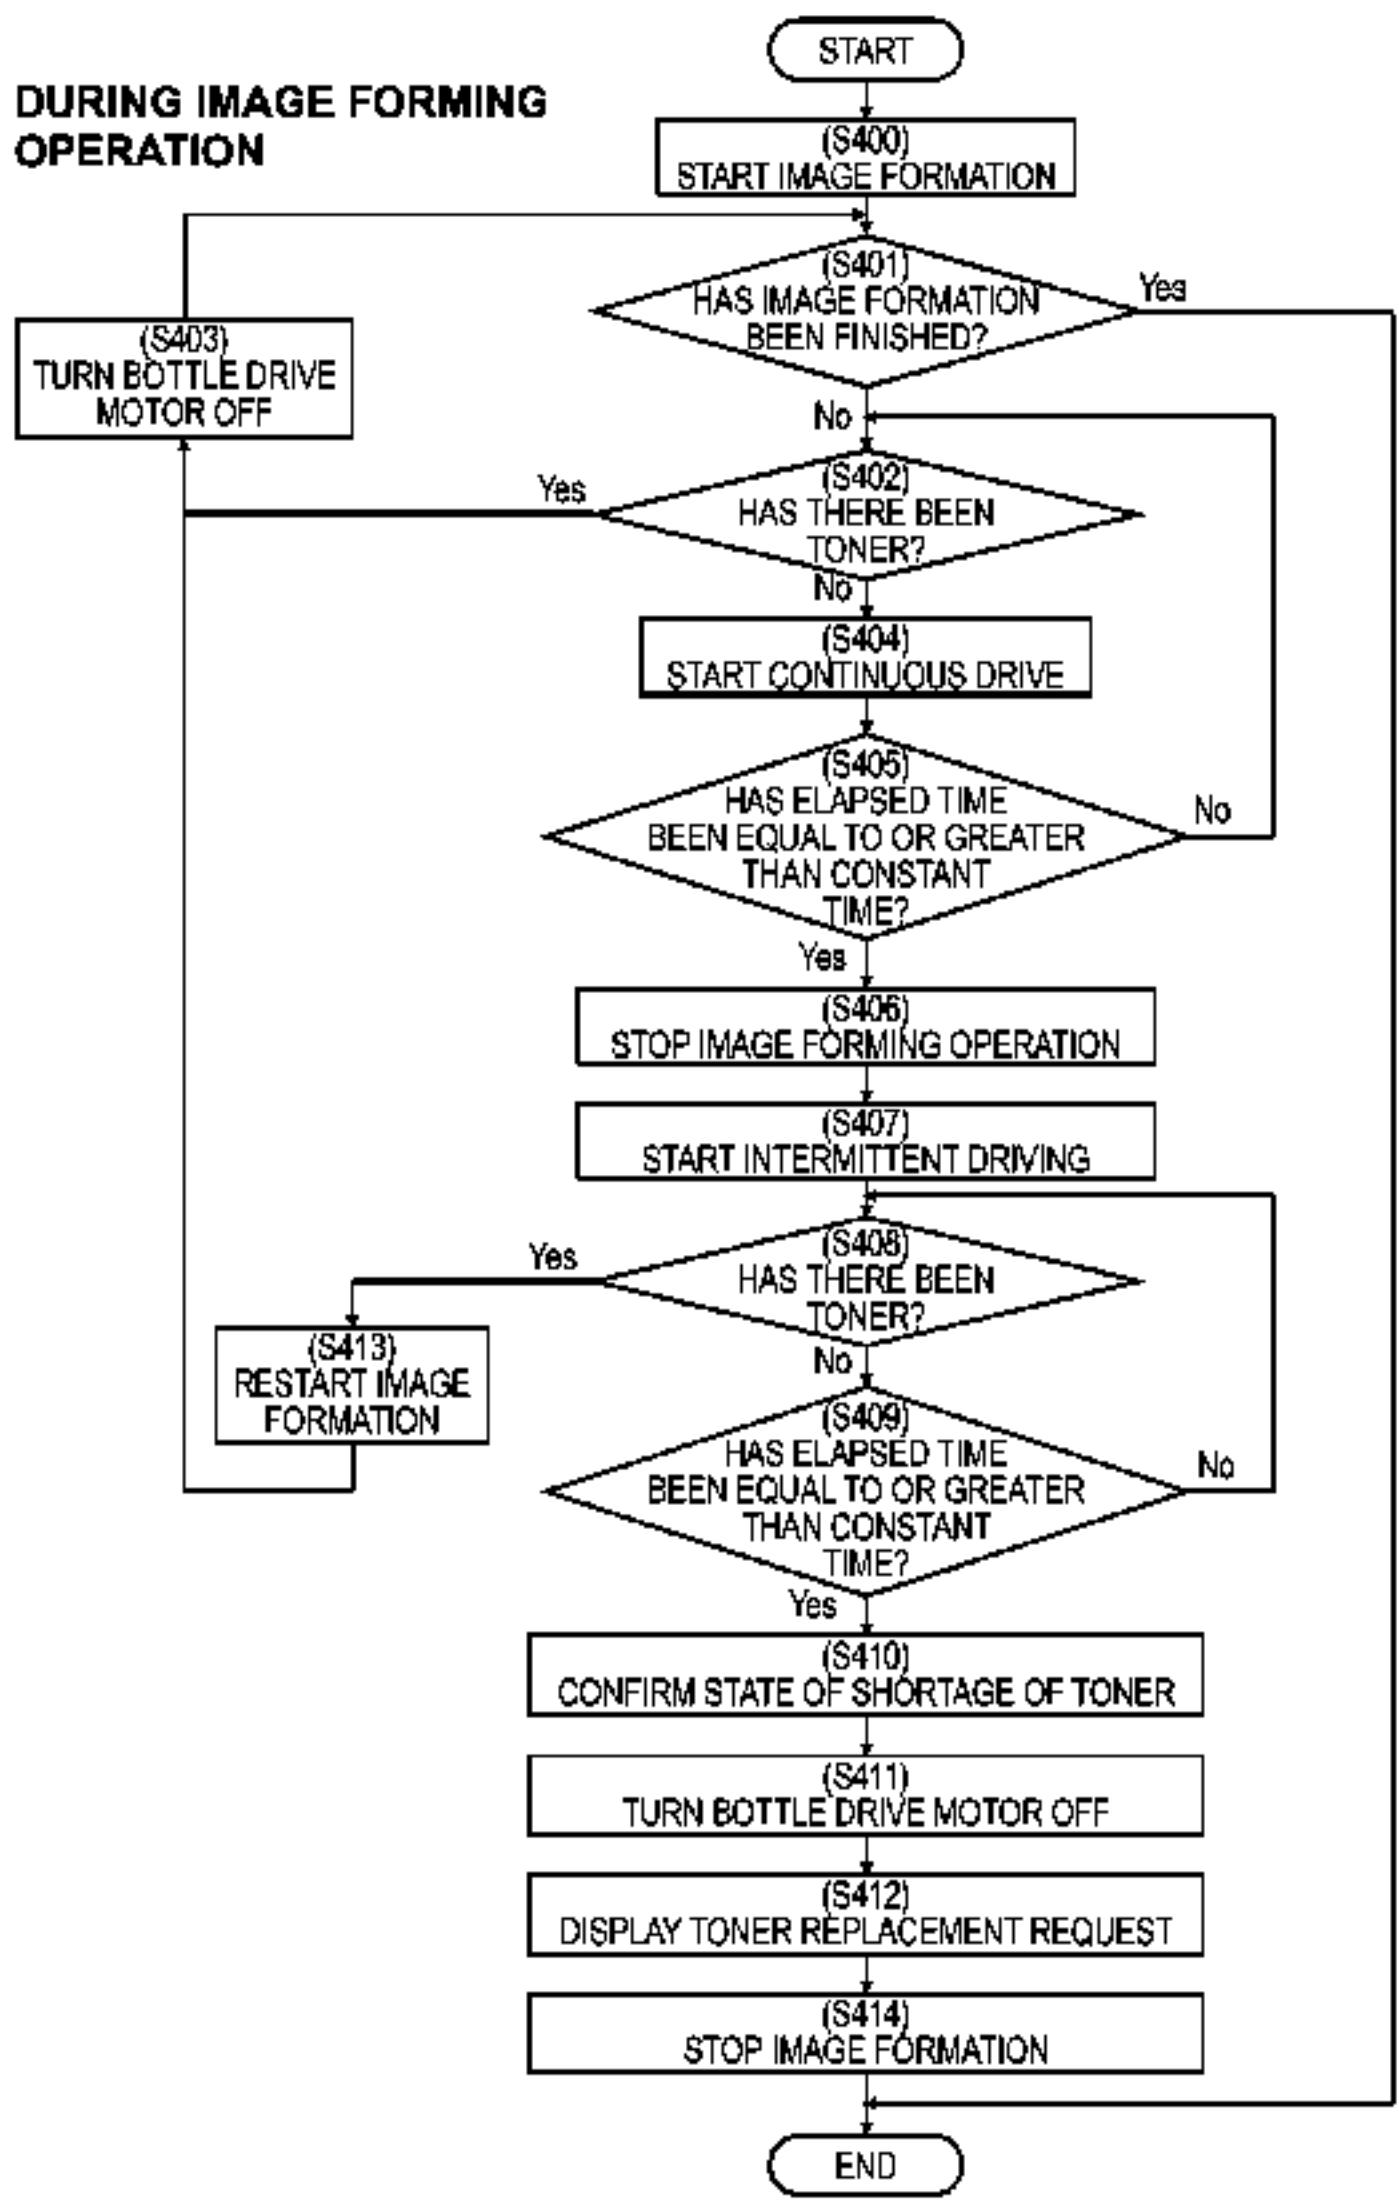 START
DURING IMAGE FORMING
OPERATION
(S400)
START IMAGE FORMATION
(S401)
HAS IMAGE FORMATION
BEEN FINISHED?
Yes
(S403)
TURN BOTTLE DRIVE
MOTOR OFF
No
(S402)
HAS THERE BEEN
TONER?
Yes
No
(S404)
START CONTINUOUS DRIVE
(S405)
HAS ELAPSED TIME
BEEN EQUAL TO OR GREATER
THAN CONSTANT
TIME?
No
Yes
(S406)
STOP IMAGE FORMING OPERATION
(S407)
START INTERMITTENT DRIVING
(S408)
HAS THERE BEEN
TONER?
Yes
(S413)
RESTART IMAGE
FORMATION
No
(S409)
HAS ELAPSED TIME
BEEN EQUAL TO OR GREATER
THAN CONSTANT
TIME?
No
Yes
(S410)
CONFIRM STATE OF SHORTAGE OF TONER
(S411)
TURN BOTTLE DRIVE MOTOR OFF
(S412)
DISPLAY TONER REPLACEMENT REQUEST
(S414)
STOP IMAGE FORMATION
END